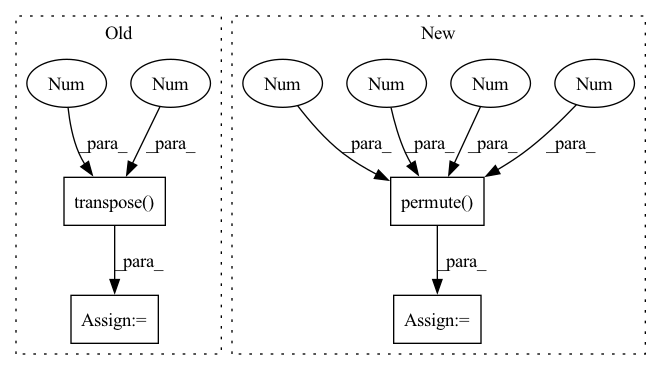 Old
New
Num Num Num Num Num Num
_para_ _para_ _para_ _para_ _para_ _para_
transpose() permute()
_para_ _para_
Assign:= Assign:=